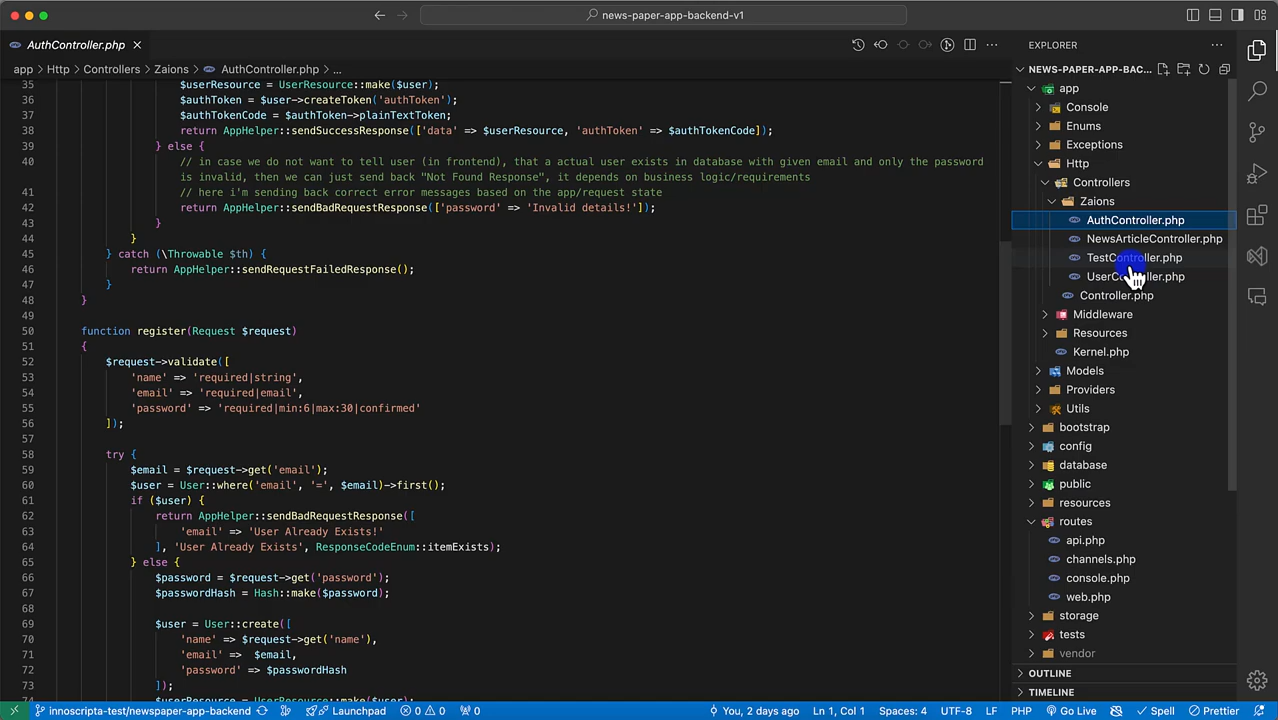 news-paper-app-backend-v1
AuthController.php
app > Http > Controllers > Zaions > AuthController.php > ...
35 $userResource = UserResource::make($user);
36 $authToken = $user->createToken('authToken');
37 $authTokenCode = $authToken->plainTextToken;
38 return AppHelper::sendSuccessResponse(['data' => $userResource, 'authToken' => $authTokenCode]);
39 } else {
40 // in case we do not want to tell user (in frontend), that a actual user exists in database with given email and only the password
is invalid, then we can just send back "Not Found Response", it depends on business logic/requirements
41 // here i'm sending back correct error messages based on the app/request state
42 return AppHelper::sendBadRequestResponse(['password' => 'Invalid details!']);
43 }
44 }
45 } catch (\Throwable $th) {
46 return AppHelper::sendRequestFailedResponse();
47 }
48 }
49
50 function register(Request $request)
51 {
52 $request->validate([
53 'name' => 'required|string',
54 'email' => 'required|email',
55 'password' => 'required|min:6|max:30|confirmed'
56 ]);
57
58 try {
59 $email = $request->get('email');
60 $user = User::where('email', '=', $email)->first();
61 if ($user) {
62 return AppHelper::sendBadRequestResponse([
63 'email' => 'User Already Exists!'
64 ], 'User Already Exists', ResponseCodeEnum::itemExists);
65 } else {
66 $password = $request->get('password');
67 $passwordHash = Hash::make($password);
68
69 $user = User::create([
70 'name' => $request->get('name'),
71 'email' => $email,
72 'password' => $passwordHash
73 ]);
74 $userResource = UserResource::make($user);
EXPLORER
NEWS-PAPER-APP-BAC...
app
Console
Enums
Exceptions
Http
Controllers
Zaions
AuthController.php
NewsArticleController.php
TestController.php
UserController.php
Controller.php
Middleware
Resources
Kernel.php
Models
Providers
Utils
bootstrap
config
database
public
resources
routes
api.php
channels.php
console.php
web.php
storage
tests
vendor
OUTLINE
TIMELINE
innoscripta-test/newspaper-app-backend Launchpad 0 0 0 You, 2 days ago Ln 1, Col 1 Spaces: 4 UTF-8 LF PHP Go Live Spell Prettier